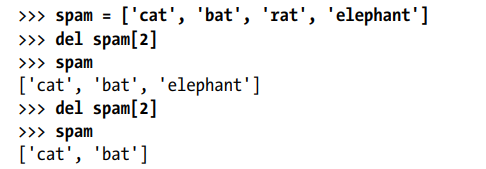 >>> spam = ['cat', 'bat', 'rat', 'elephant']
>>> del spam[2]
>>> spam
['cat', 'bat', 'elephant']
>>> del spam[2]
>>> spam
['cat', 'bat']